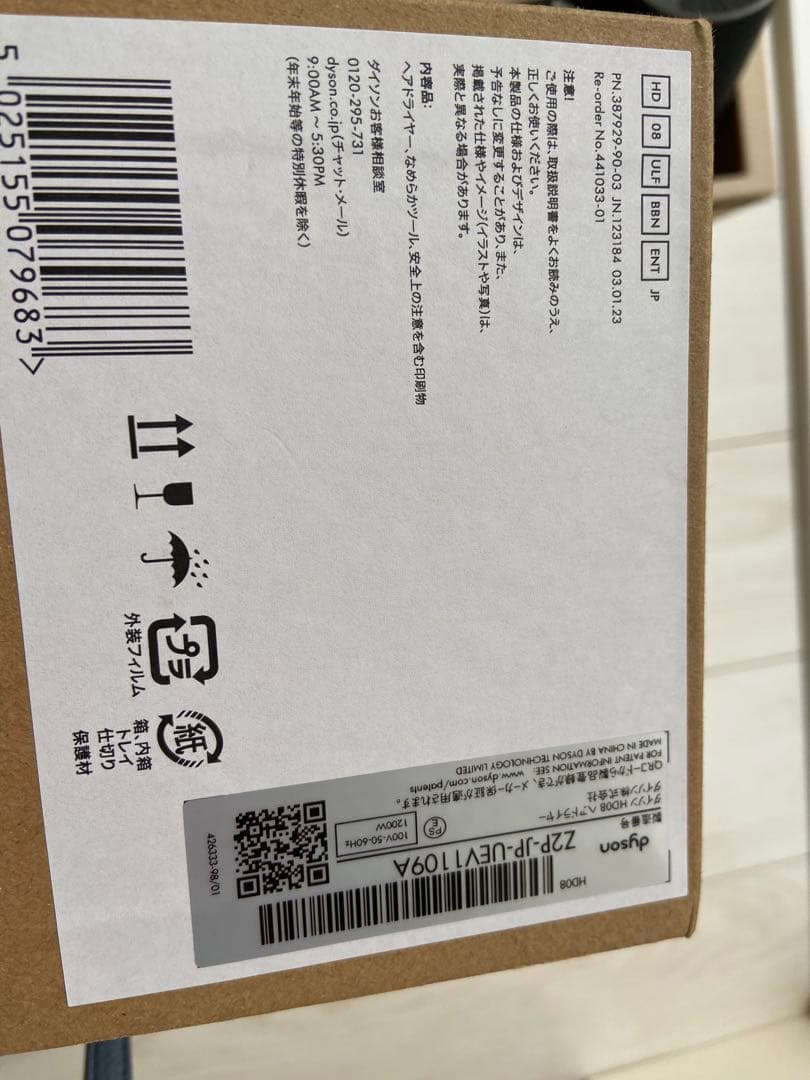 HD 08 ULF BBN ENT JP
PN.387929-90-03 JN.123184 03.01.23
Re-order No.441033-01
注意!
ご使用の際は、取扱説明書をよくお読みのうえ、
正しくお使いください。
本製品の仕様およびデザインは、
予告なしに変更することがあり、また、
掲載された仕様やイメージ(イラストや写真)は、
実際と異なる場合があります。
内容品:
ヘアドライヤー、なめらかツール、安全上の注意を含む印刷物
ダイソンお客様相談室
0120-295-731
dyson.co.jp(チャット・メール)
9:00AM ~ 5:30PM
(年末年始等の特別休暇を除く)
5 025155 079683 >
プラ
外装フィルム
紙
箱、内箱
トレイ
仕切り
保護材
dyson
HD08
製造番号
Z2P-JP-UEV1109A
ダイソン HD08 ヘアドライヤー
ダイソン株式会社
PS
E
100V-50-60Hz
1200W
QRコードから製品登録ができ、メーカー保証が適用されます。
FOR PATENT INFORMATION SEE: www.dyson.com/patents
MADE IN CHINA BY DYSON TECHNOLOGY LIMITED
426333-98/01